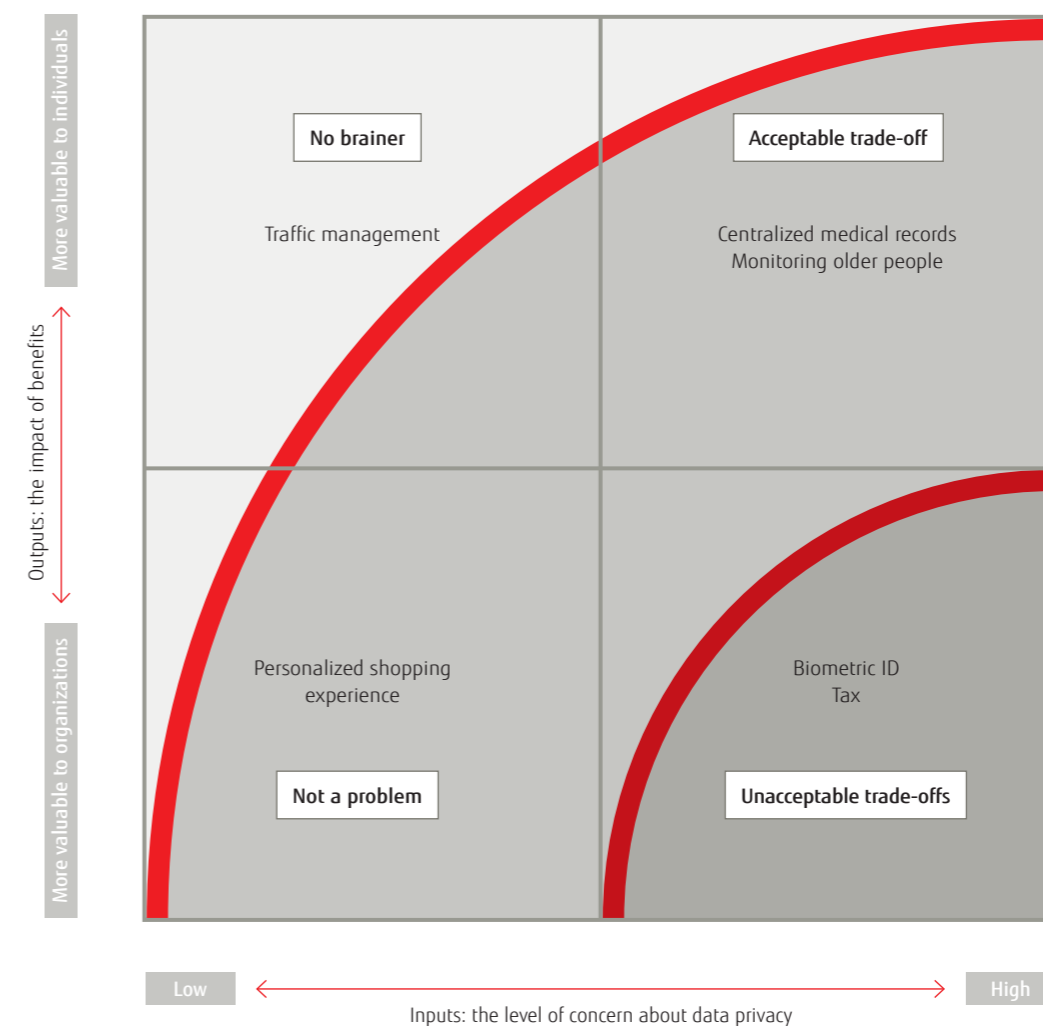 More valuable to individuals
Outputs: the impact of benefits
More valuable to organizations
No brainer
Traffic management
Acceptable trade-off
Centralized medical records
Monitoring older people
Personalized shopping
experience
Not a problem
Biometric ID
Tax
Unacceptable trade-offs
Low
High
Inputs: the level of concern about data privacy